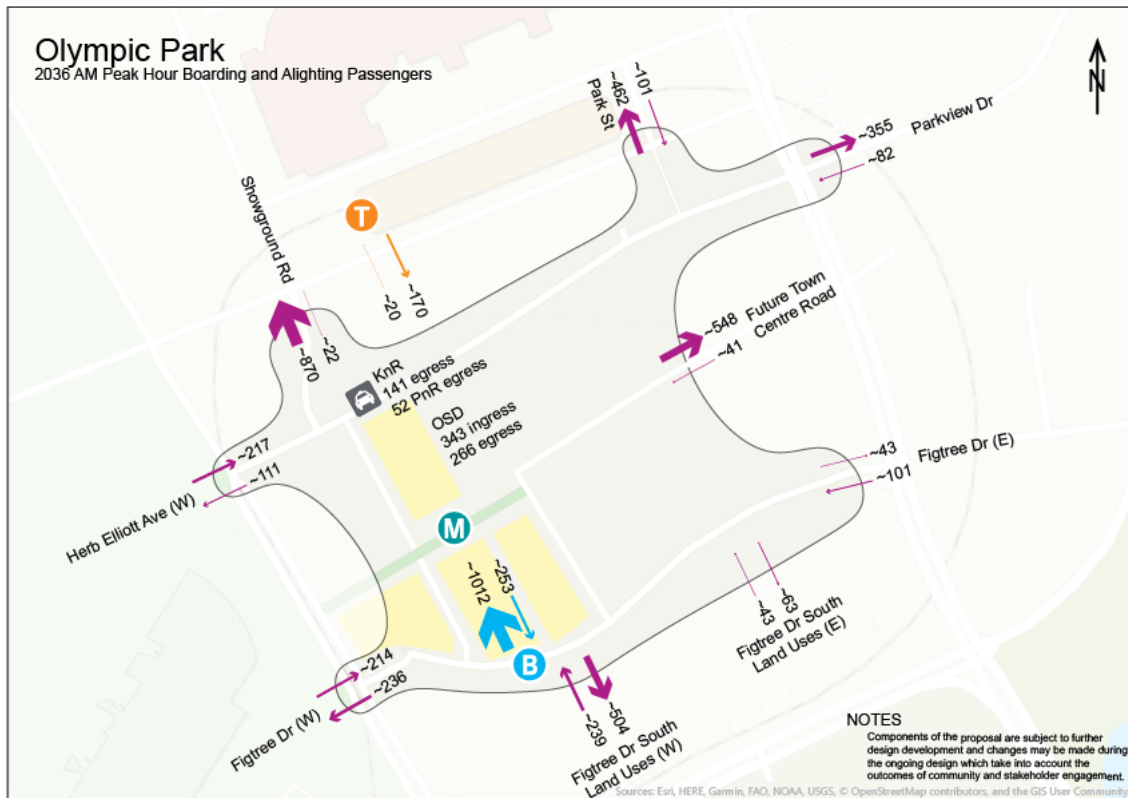 Olympic Park
2036 AM Peak Hour Boarding and Alighting Passengers
N
~101
~462
Park St
~355
Parkview Dr
~82
Showground Rd
T
~170
~20
~22
~870
~548 Future Town
Centre Road
~41
KnR
141 egress
52 PnR egress
OSD
343 ingress
266 egress
~217
~111
Herb Elliott Ave (W)
~43
Figtree Dr (E)
~101
M
~253
~1012
B
~63
~43
Figtree Dr South
Land Uses (E)
~214
~236
Figtree Dr (W)
~504
~239
Figtree Dr South
Land Uses (W)
NOTES
Components of the proposal are subject to further
design development and changes may be made during
the ongoing design which take into account the
outcomes of community and stakeholder engagement.
Sources: Esri, HERE, Garmin, FAO, NOAA, USGS, © OpenStreetMap contributors, and the GIS User Community